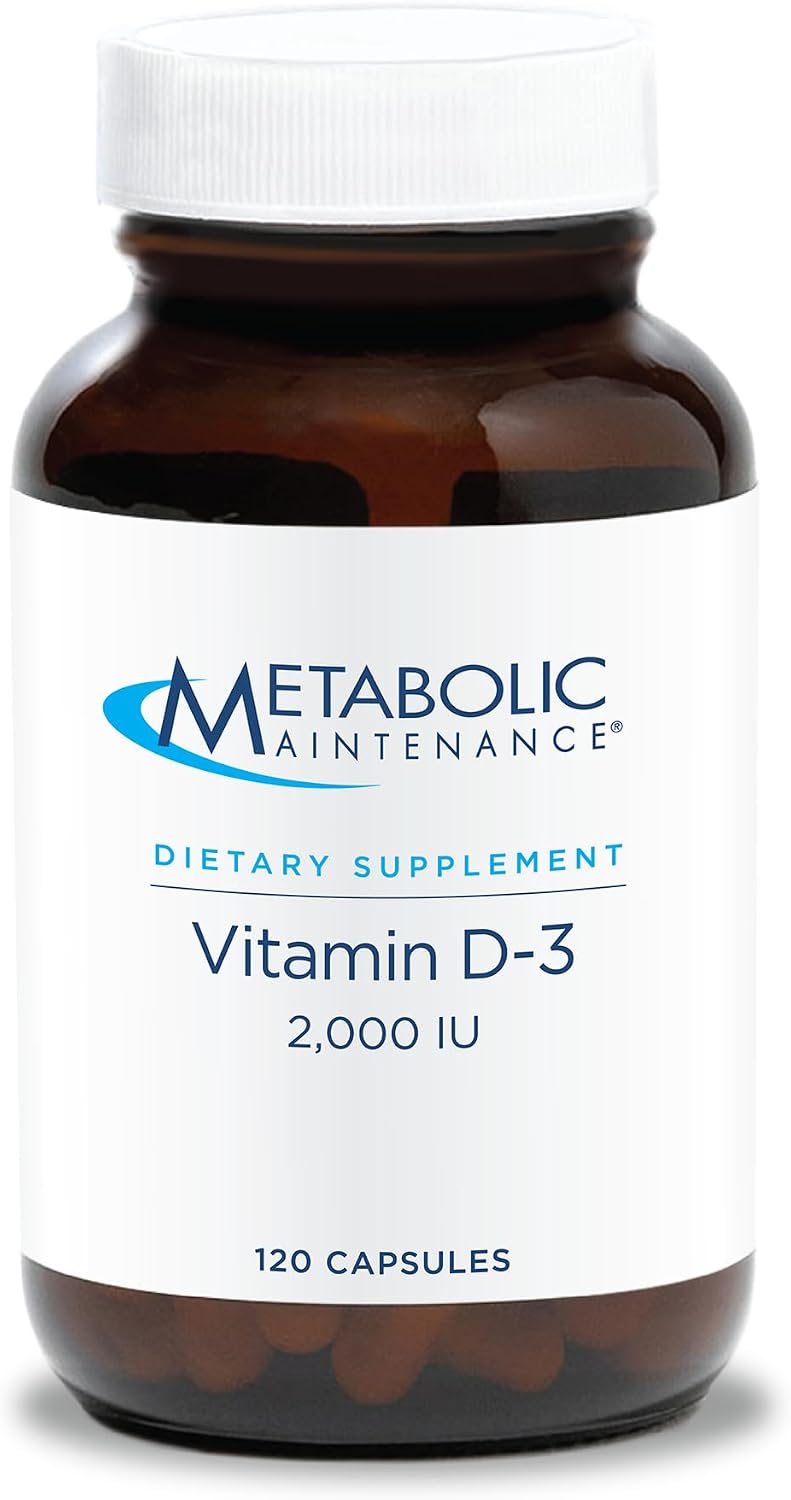 METABOLIC
MAINTENANCE®
DIETARY SUPPLEMENT
Vitamin D-3
2,000 IU
120 CAPSULES